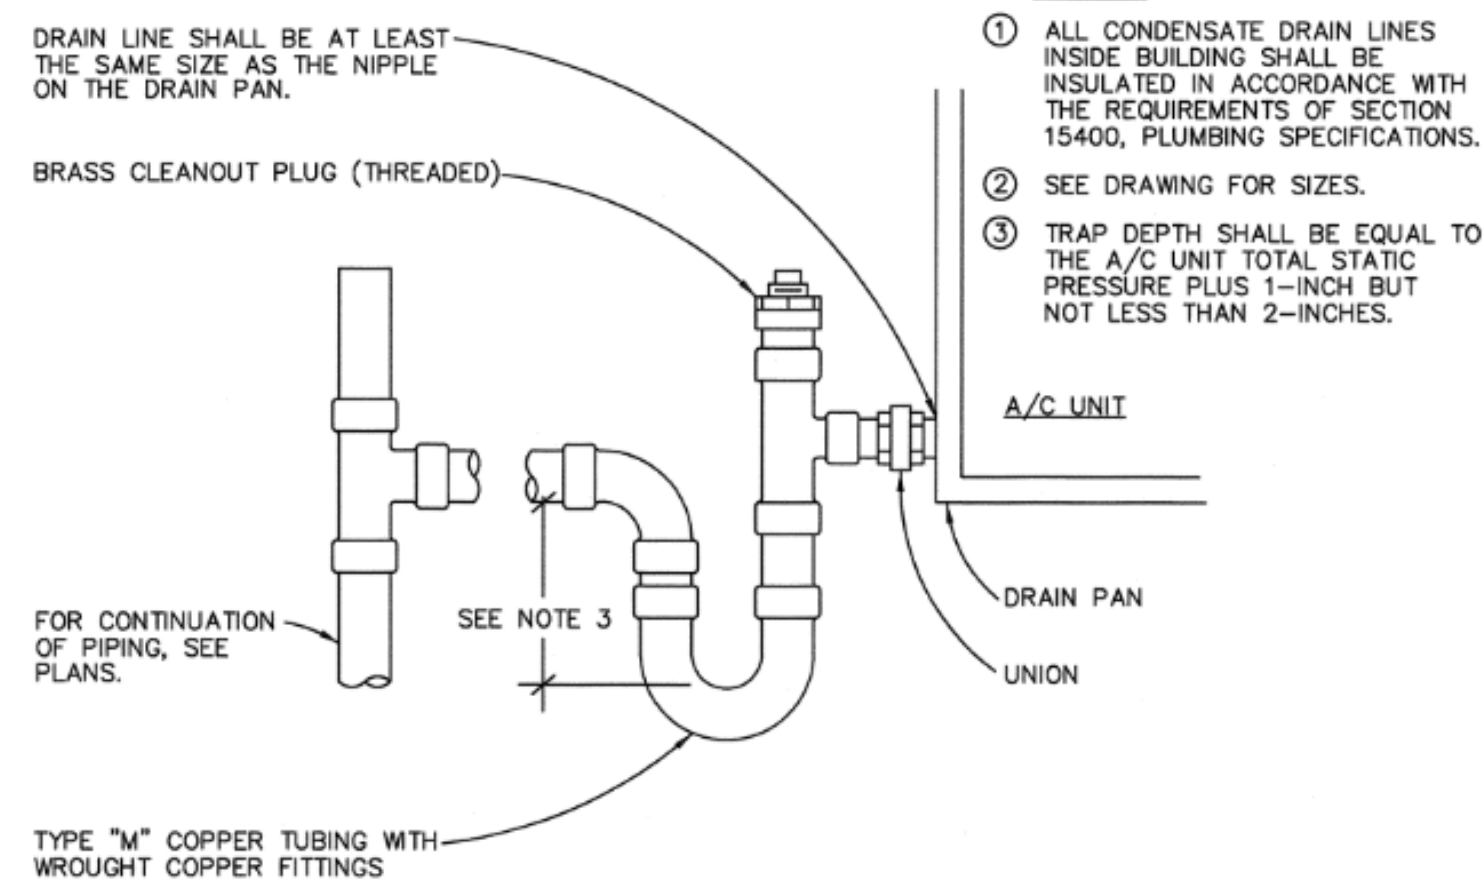 DRAIN LINE SHALL BE AT LEAST
THE SAME SIZE AS THE NIPPLE
ON THE DRAIN PAN.
BRASS CLEANOUT PLUG (THREADED)
① ALL CONDENSATE DRAIN LINES
INSIDE BUILDING SHALL BE
INSULATED IN ACCORDANCE WITH
THE REQUIREMENTS OF SECTION
15400, PLUMBING SPECIFICATIONS.
② SEE DRAWING FOR SIZES.
③ TRAP DEPTH SHALL BE EQUAL TO
THE A/C UNIT TOTAL STATIC
PRESSURE PLUS 1-INCH BUT
NOT LESS THAN 2-INCHES.
A/C UNIT
FOR CONTINUATION
OF PIPING, SEE
PLANS.
SEE NOTE 3
DRAIN PAN
UNION
TYPE "M" COPPER TUBING WITH
WROUGHT COPPER FITTINGS